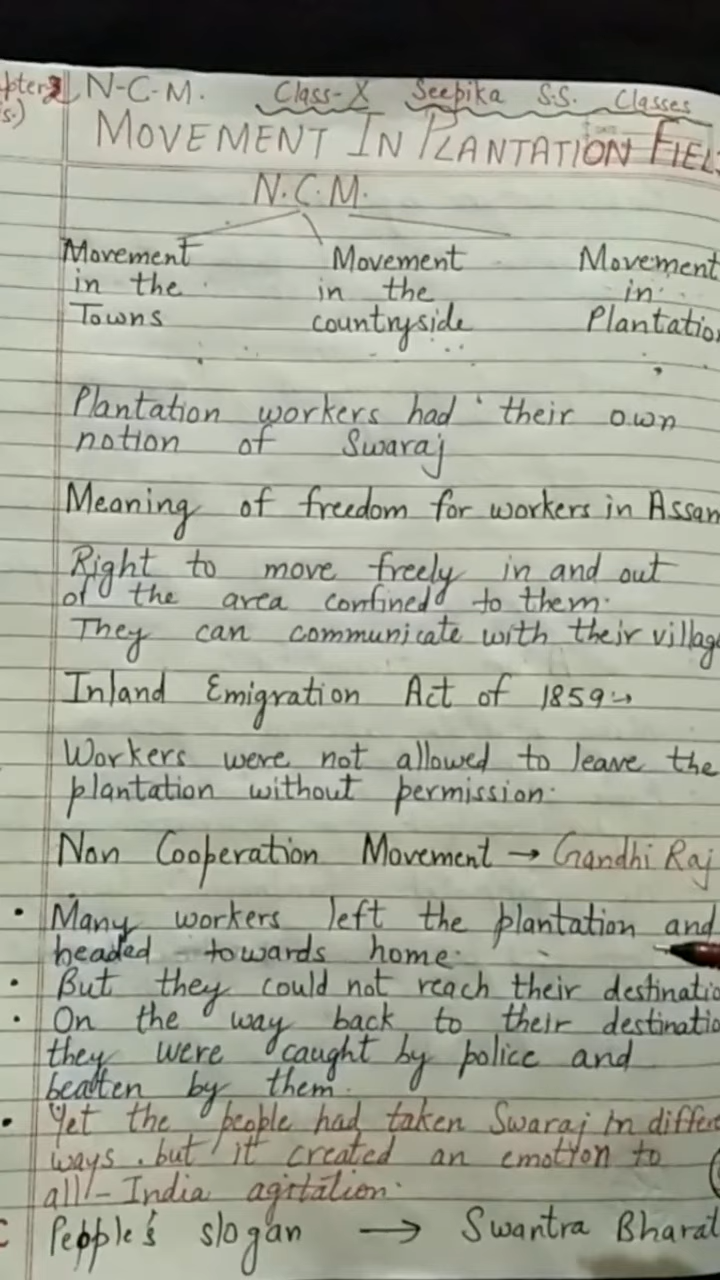 pter 3 N-C-M. Class-X Seepika S.S. Classes
s.)
MOVEMENT IN PLANTATION FIEL
N.C.M.
Movement Movement Movement
in the in the in
Towns countryside Plantatio
Plantation workers had their own
notion of Swaraj
Meaning of freedom for workers in Assam
Right to move freely in and out
of the area confined to them.
They can communicate with their village
Inland Emigration Act of 1859→
Workers were not allowed to leave the
plantation without permission.
Non Cooperation Movement → Gandhi Raj
• Many workers left the plantation and
headed towards home.
• But they could not reach their destinatio
• On the way back to their destinatio
they were caught by police and
beaten by them.
• Yet the people had taken Swaraj in differ
ways. but it created an emotion to
all-India agitation.
People's slogan → Swantra Bharat